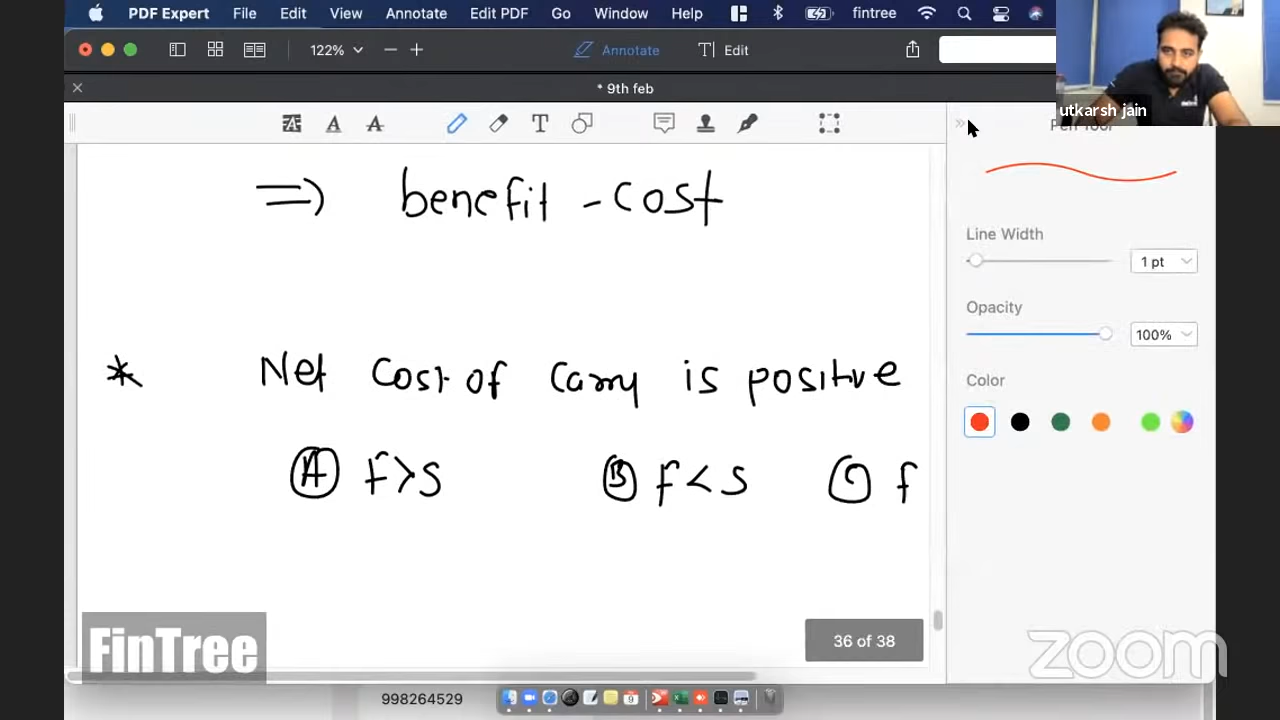 PDF Expert File Edit View Annotate Edit PDF Go Window Help fintree
122% Annotate T| Edit
* 9th feb
utkarsh jain
Pen Tool
=> benefit - cost
Line Width
1 pt
Opacity
100%
* Net Cost of Carry is positive
Color
(A) F>S (B) F<S (C) F
FinTree
36 of 38
zoom
998264529